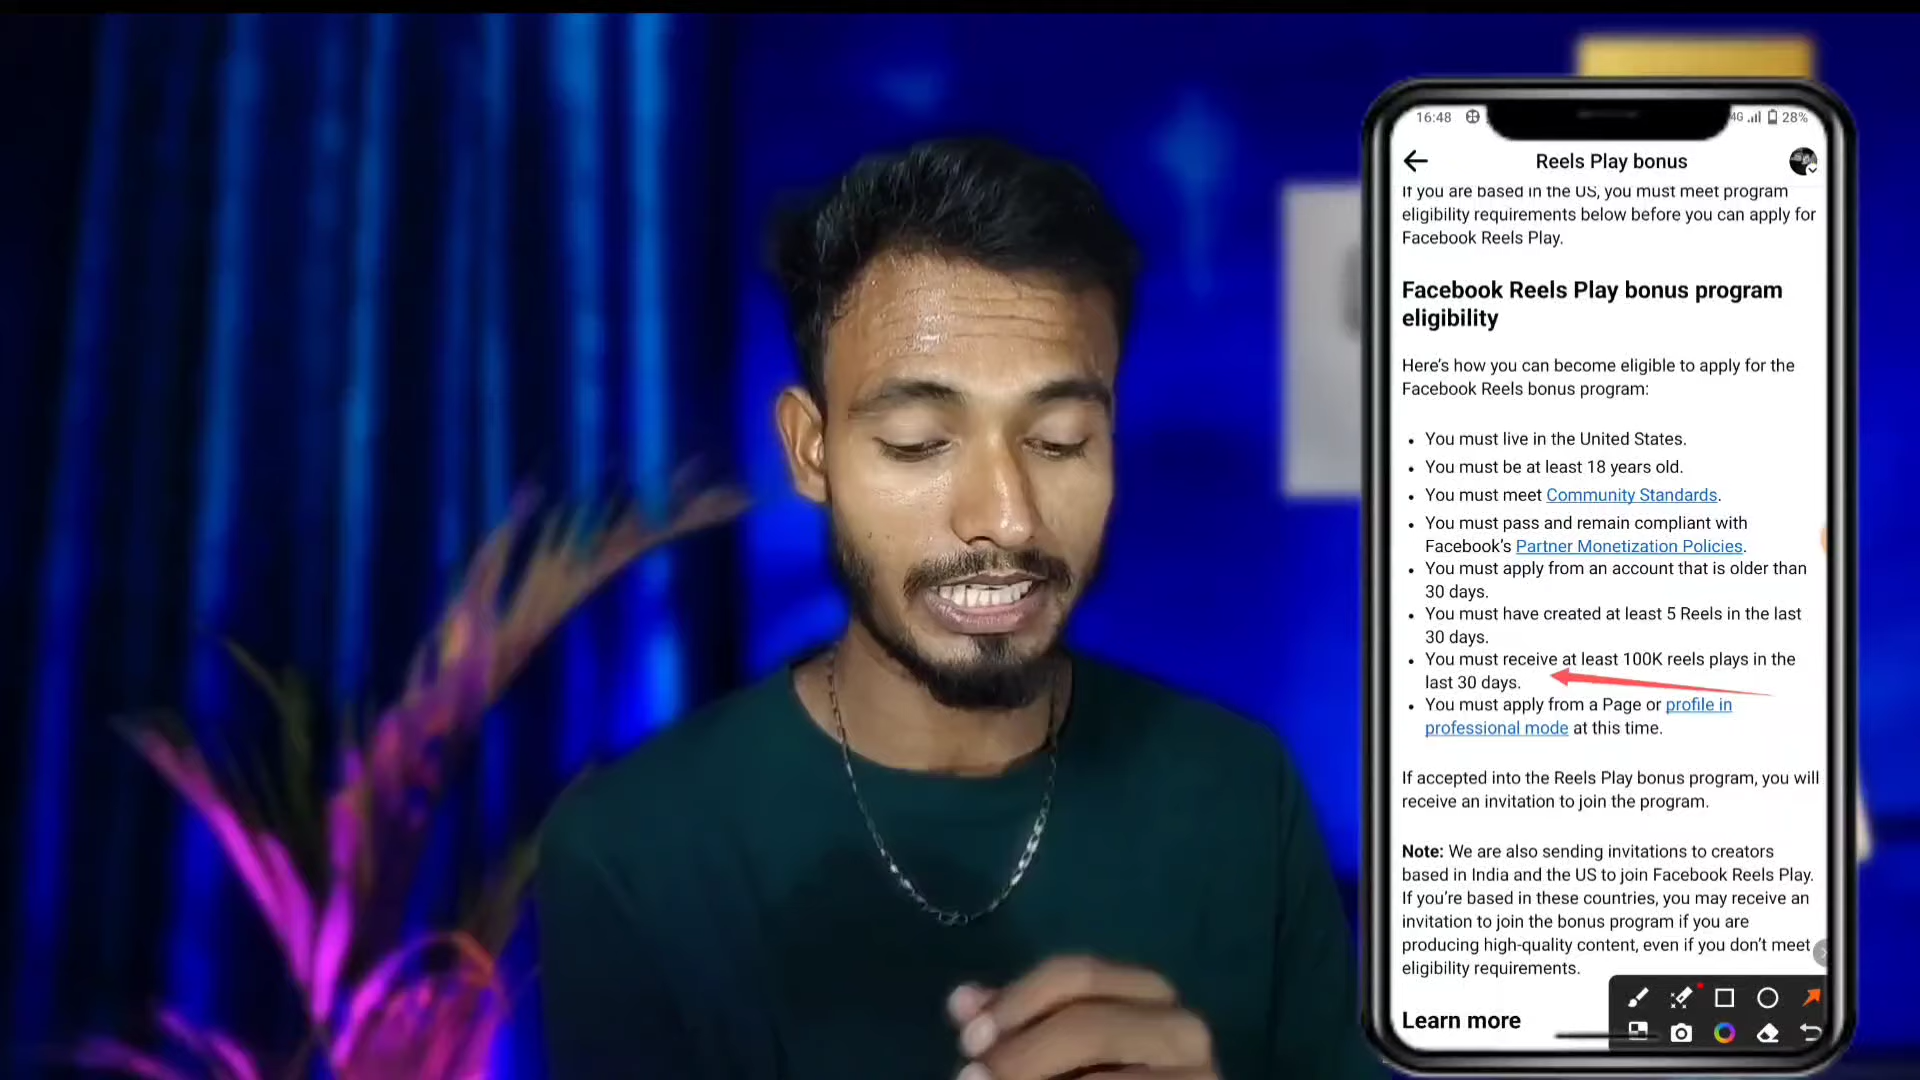 16:48
4G
28%
Reels Play bonus
If you are based in the US, you must meet program
eligibility requirements below before you can apply for
Facebook Reels Play.
Facebook Reels Play bonus program
eligibility
Here's how you can become eligible to apply for the
Facebook Reels bonus program:
• You must live in the United States.
• You must be at least 18 years old.
• You must meet Community Standards.
• You must pass and remain compliant with
Facebook's Partner Monetization Policies.
• You must apply from an account that is older than
30 days.
• You must have created at least 5 Reels in the last
30 days.
• You must receive at least 100K reels plays in the
last 30 days.
• You must apply from a Page or profile in
professional mode at this time.
If accepted into the Reels Play bonus program, you will
receive an invitation to join the program.
Note: We are also sending invitations to creators
based in India and the US to join Facebook Reels Play.
If you're based in these countries, you may receive an
invitation to join the bonus program if you are
producing high-quality content, even if you don't meet
eligibility requirements.
Learn more